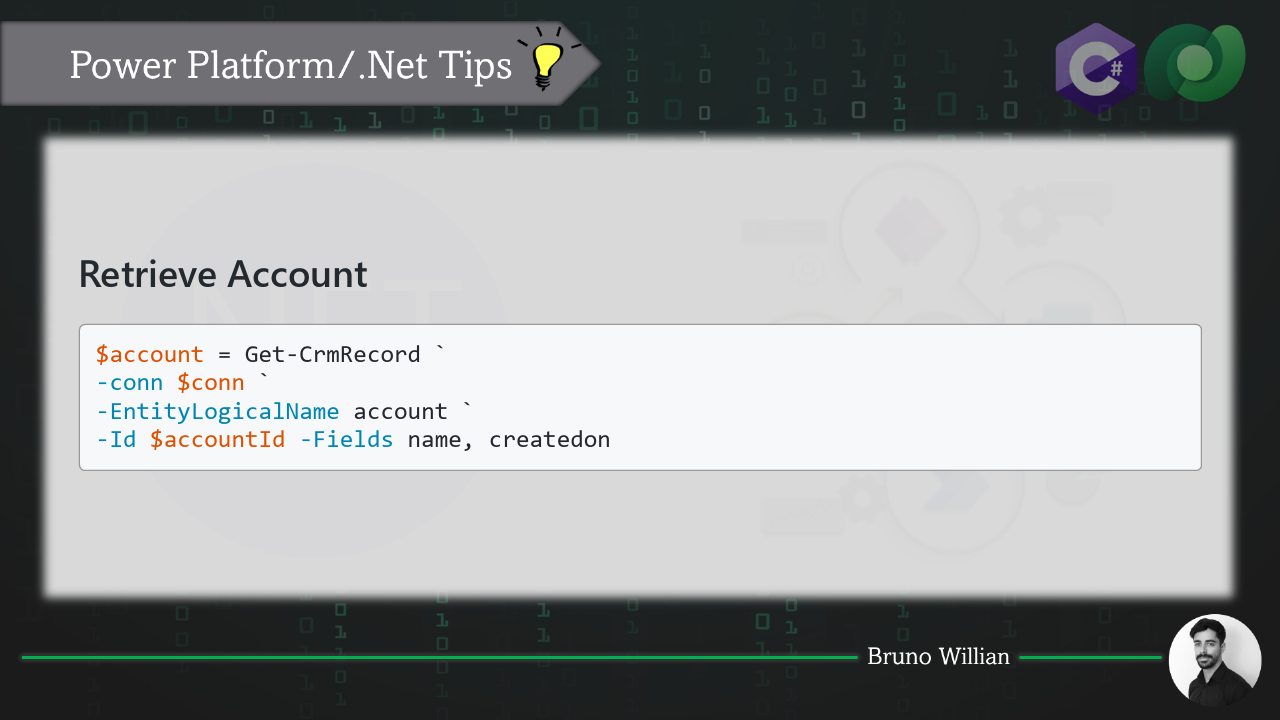 Power Platform/.Net Tips
C#
Retrieve Account
$account = Get-CrmRecord `
-conn $conn `
-EntityLogicalName account `
-Id $accountId -Fields name, createdon
Bruno Willian